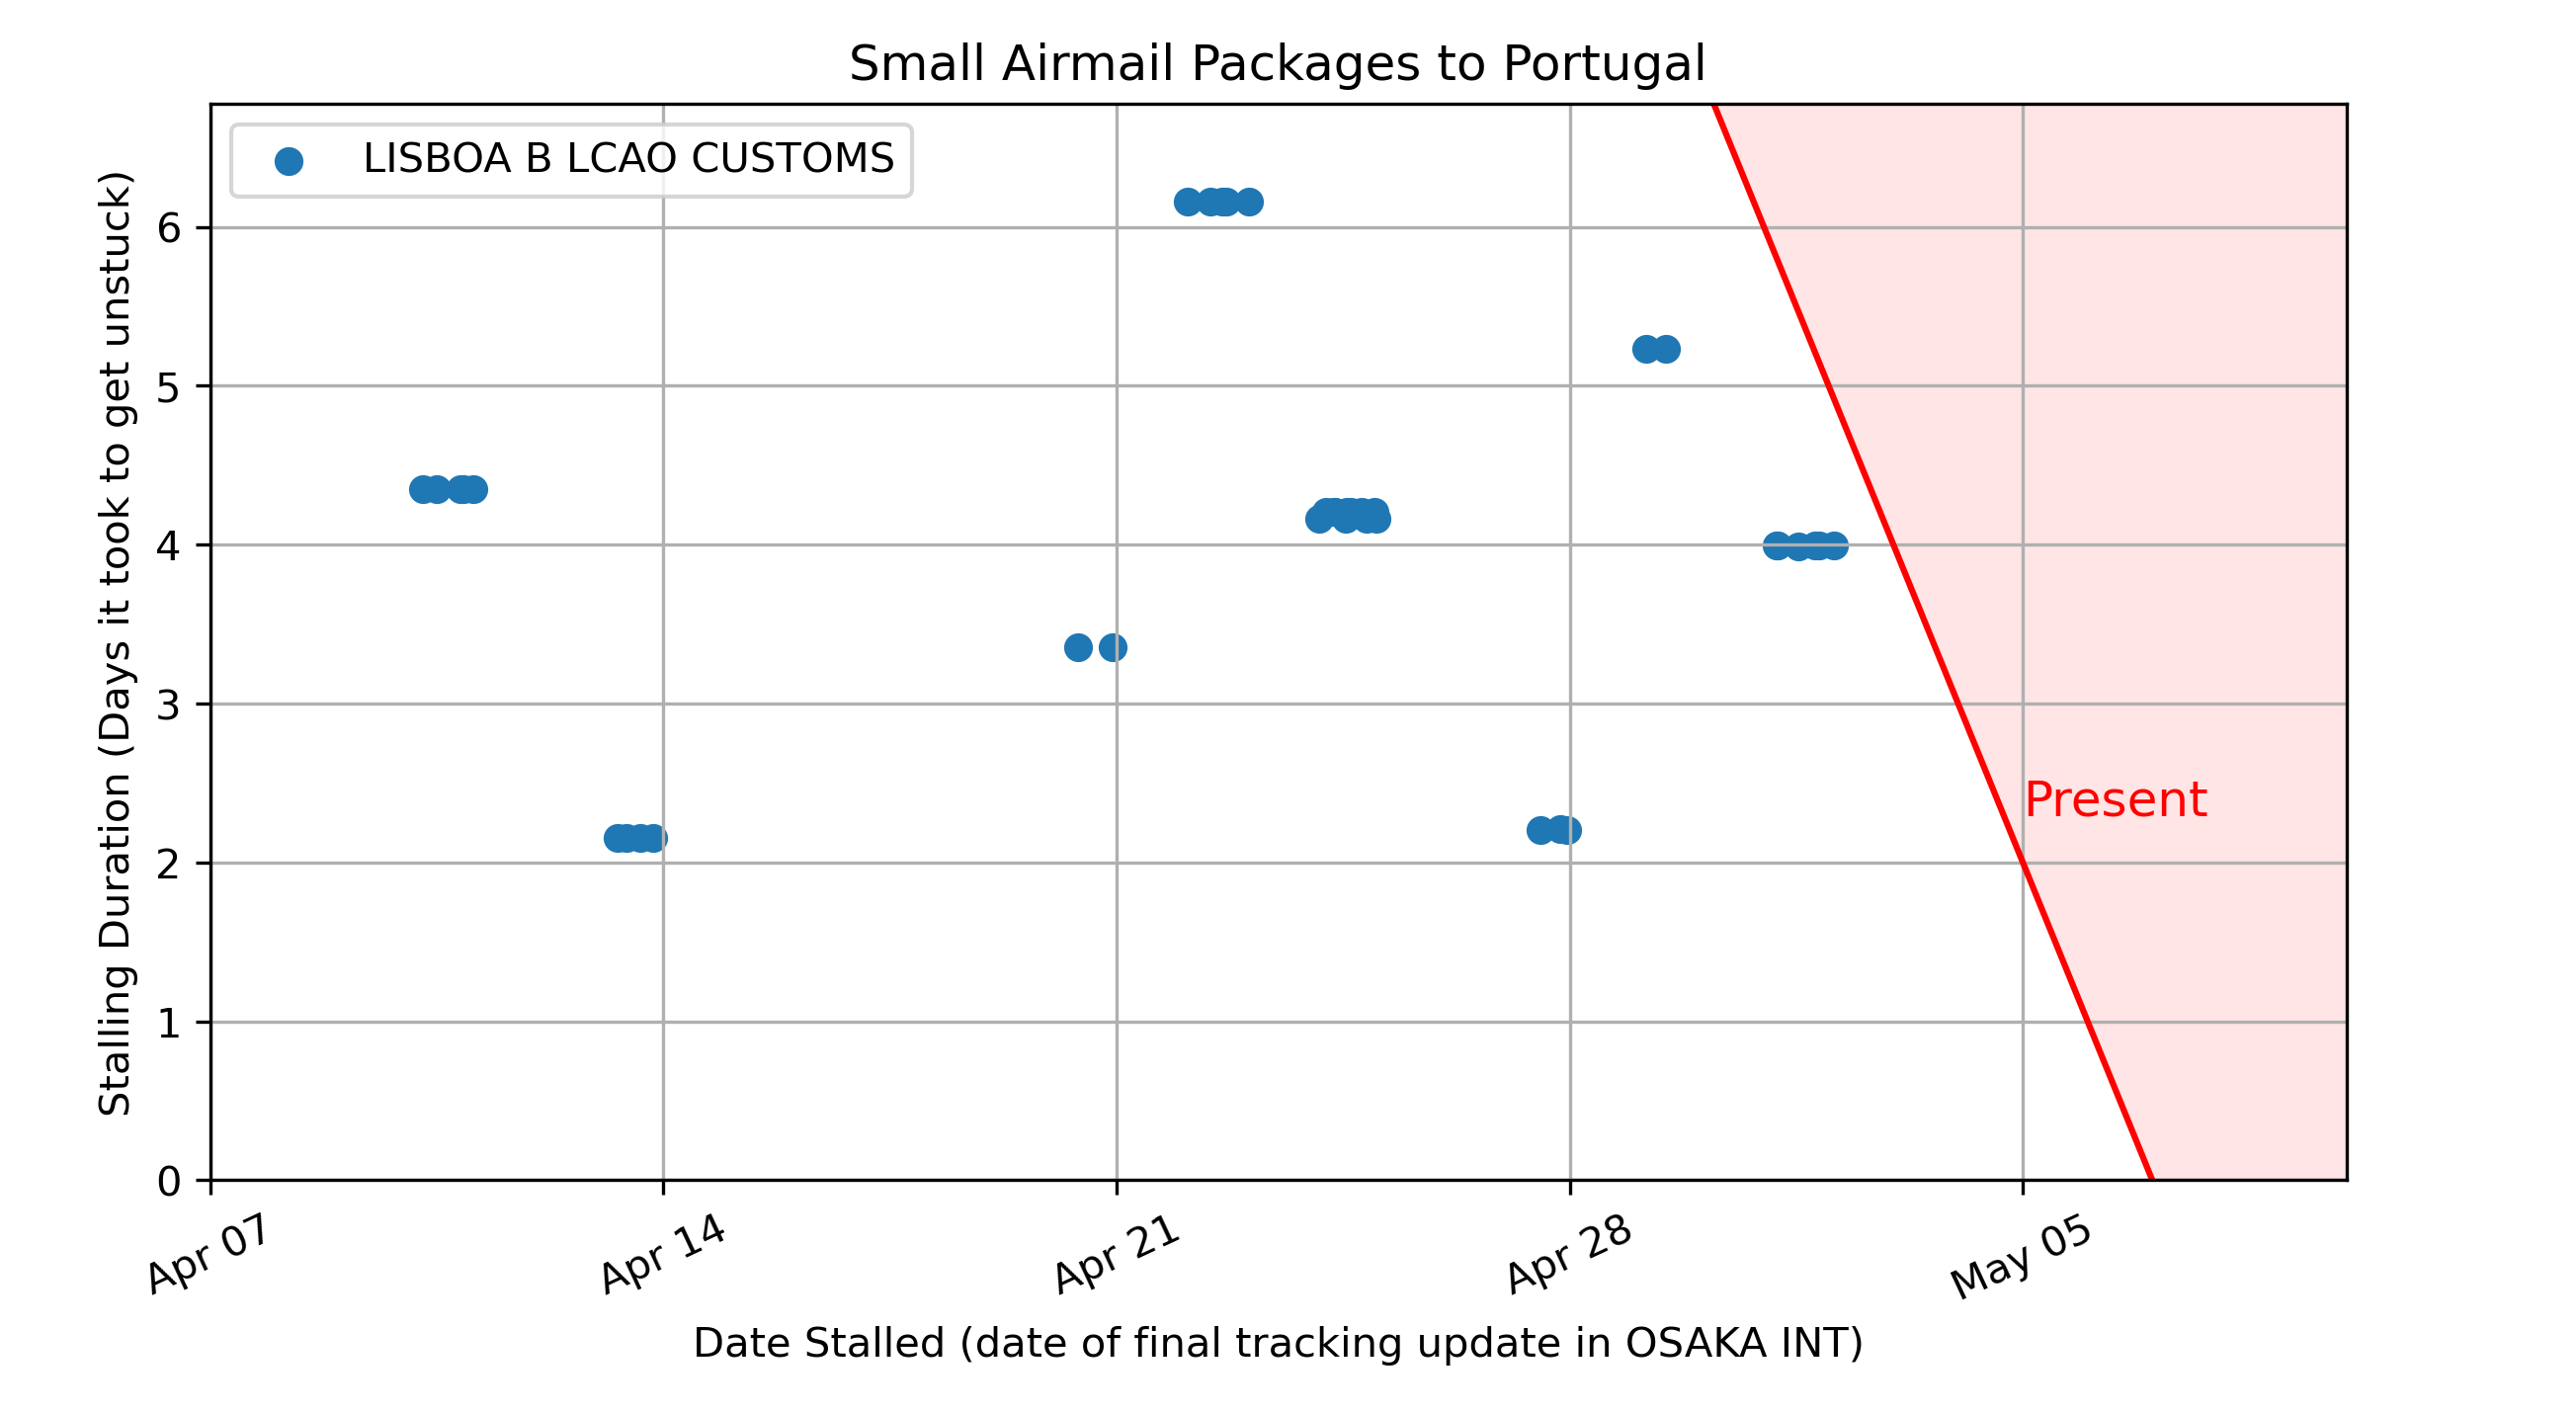 Small Airmail Packages to Portugal
LISBOA B LCAO CUSTOMS
Stalling Duration (Days it took to get unstuck)
6
5
4
3
2
1
0
Present
Apr 07
Apr 14
Apr 21
Apr 28
May 05
Date Stalled (date of final tracking update in OSAKA INT)